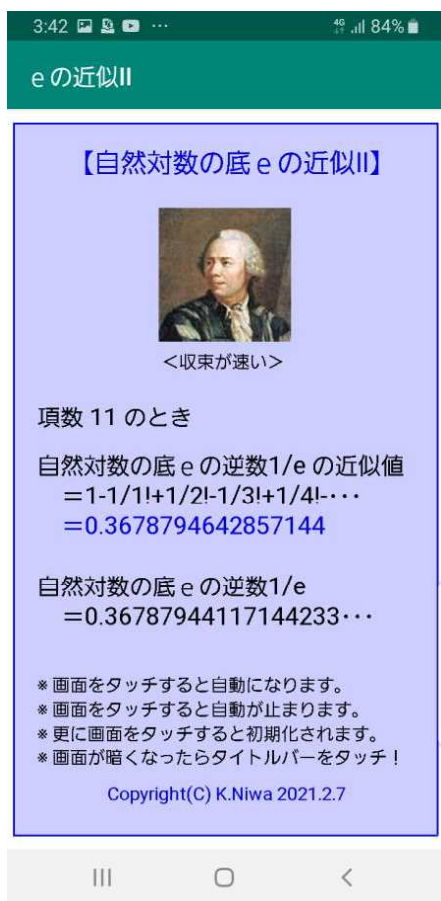 3:42 ··· 4G 84%
eの近似II
【自然対数の底eの近似II】
<収束が速い>
項数 11 のとき
自然対数の底eの逆数1/e の近似値
=1-1/1!+1/2!-1/3!+1/4!-···
=0.3678794642857144
自然対数の底eの逆数1/e
=0.36787944117144233···
※画面をタッチすると自動になります。
※画面をタッチすると自動が止まります。
※更に画面をタッチすると初期化されます。
※画面が暗くなったらタイトルバーをタッチ!
Copyright(C) K.Niwa 2021.2.7